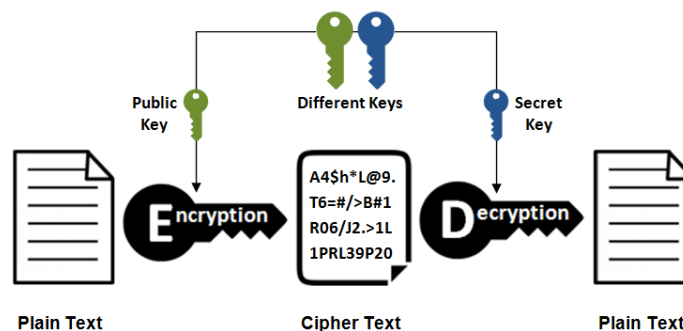 Public
Key
Different Keys
Secret
Key
Encryption
A4$h*L@9.
T6=#/>B#1
R06/J2.>1L
1PRL39P20
Decryption
Plain Text
Cipher Text
Plain Text